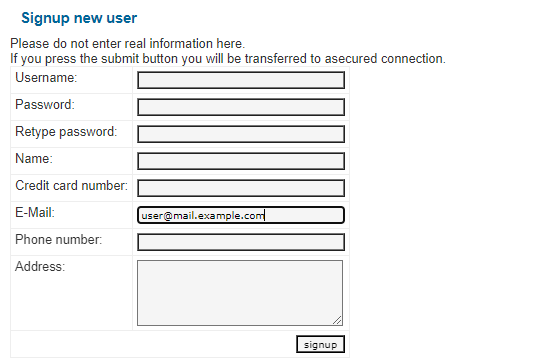 Signup new user
Please do not enter real information here.
If you press the submit button you will be transferred to asecured connection.
Username:
Password:
Retype password:
Name:
Credit card number:
E-Mail: user@mail.example.com
Phone number:
Address:
signup